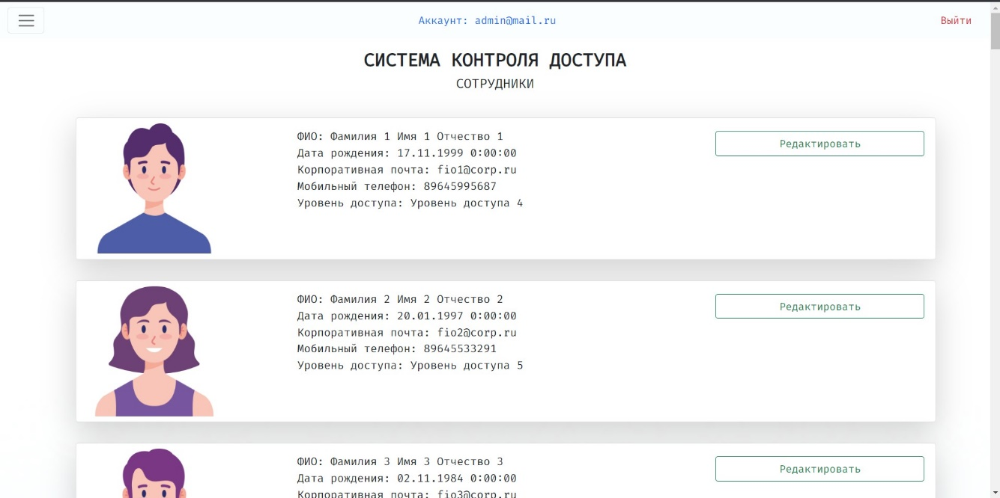 Аккаунт: admin@mail.ru
Выйти
СИСТЕМА КОНТРОЛЯ ДОСТУПА
СОТРУДНИКИ
ФИО: Фамилия 1 Имя 1 Отчество 1
Дата рождения: 17.11.1999 0:00:00
Корпоративная почта: fio1@corp.ru
Мобильный телефон: 89645995687
Уровень доступа: Уровень доступа 4
Редактировать
ФИО: Фамилия 2 Имя 2 Отчество 2
Дата рождения: 20.01.1997 0:00:00
Корпоративная почта: fio2@corp.ru
Мобильный телефон: 89645533291
Уровень доступа: Уровень доступа 5
Редактировать
ФИО: Фамилия 3 Имя 3 Отчество 3
Дата рождения: 02.11.1984 0:00:00
Корпоративная почта: fio3@corp.ru
Редактировать